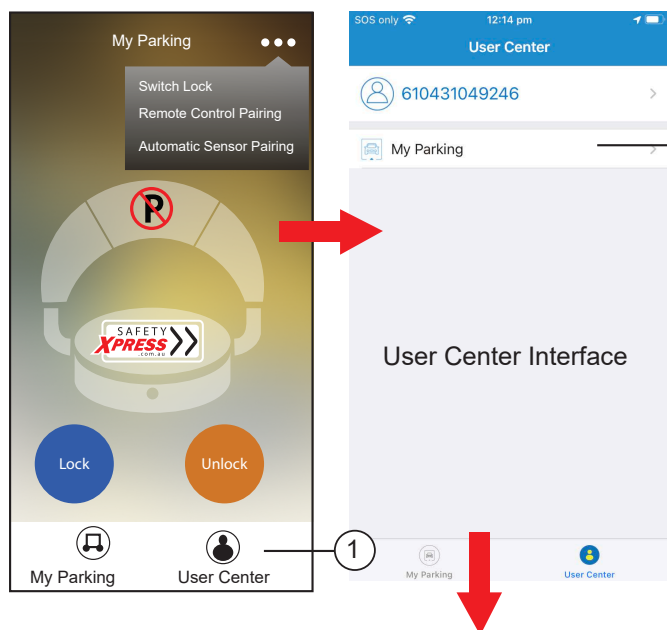 My Parking
Switch Lock
Remote Control Pairing
Automatic Sensor Pairing
P
SAFETY
XPRESS
.com.au
Lock
Unlock
My Parking
User Center
1
SOS only
12:14 pm
User Center
610431049246
My Parking
User Center Interface
My Parking
User Center